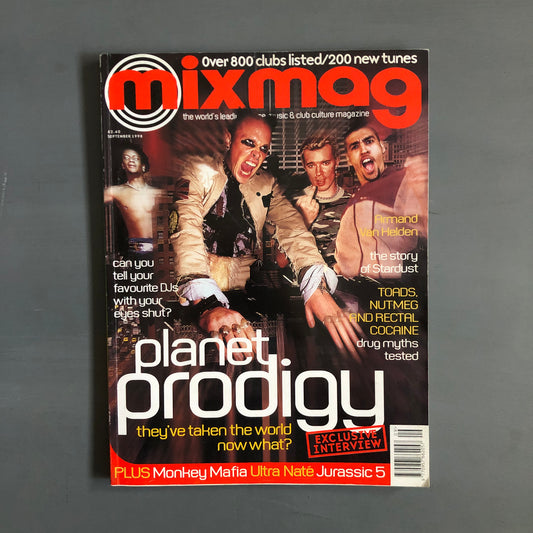 Over 800 clubs listed/200 new tunes
mixmag
the world's leading dance music & club culture magazine
£2.60
SEPTEMBER 1998
Armand
Van Helden
the story
of Stardust
can you
tell your
favourite DJs
with your
eyes shut?
TOADS,
NUTMEG
AND RECTAL
COCAINE
drug myths
tested
planet
prodigy
they've taken the world
now what?
EXCLUSIVE
INTERVIEW
PLUS Monkey Mafia Ultra Naté Jurassic 5